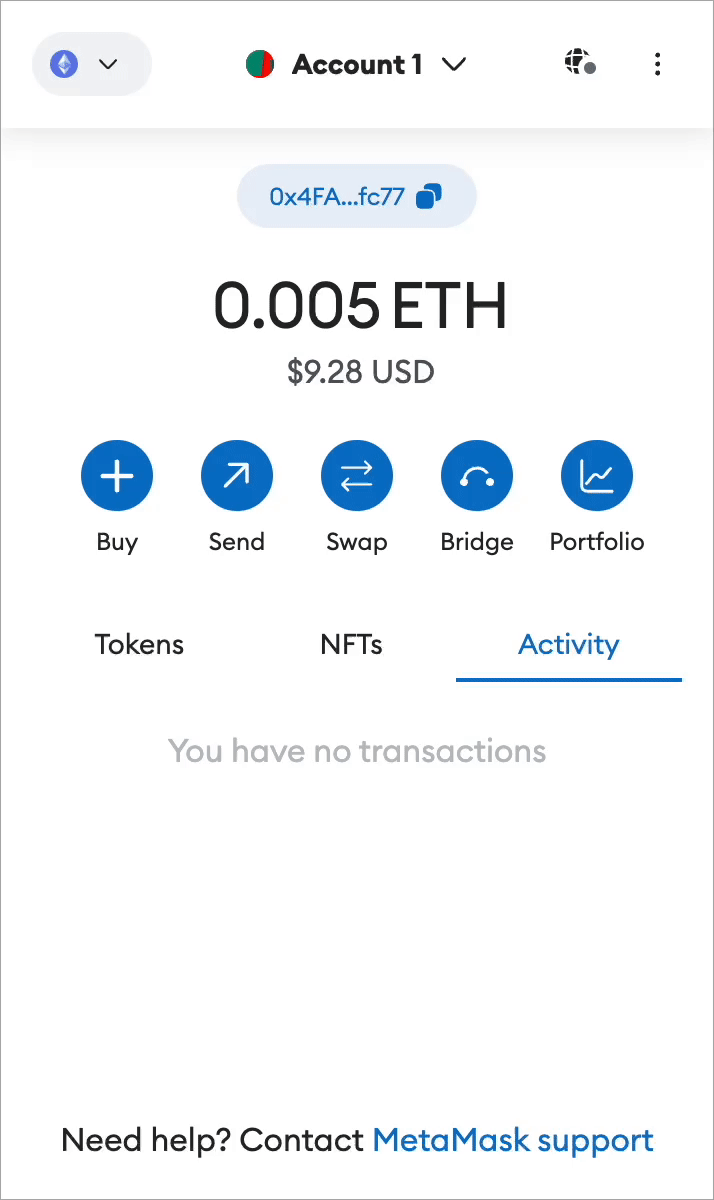 Account 1
0x4FA...fc77
0.005 ETH
$9.28 USD
Buy Send Swap Bridge Portfolio
Tokens NFTs Activity
You have no transactions
Need help? Contact MetaMask support